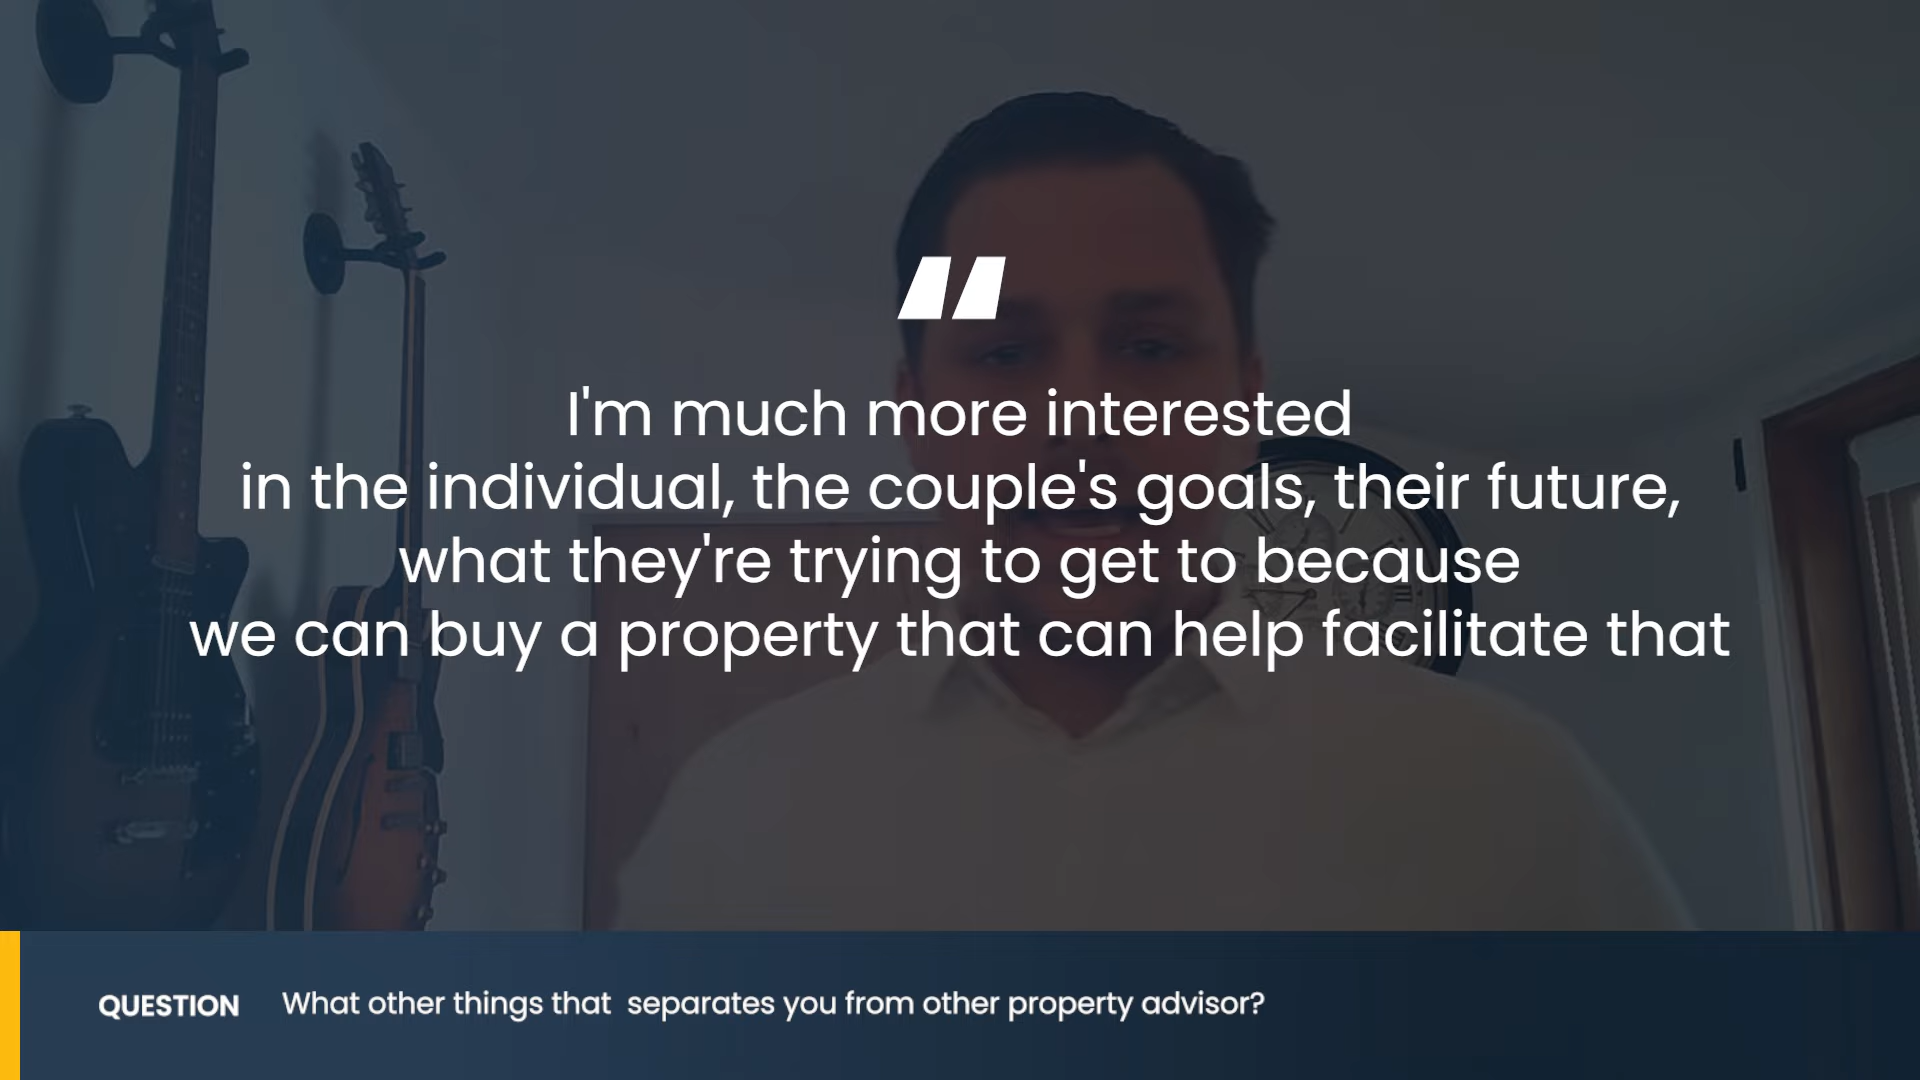 “
I'm much more interested
in the individual, the couple's goals, their future,
what they're trying to get to because
we can buy a property that can help facilitate that
QUESTION What other things that  separates you from other property advisor?